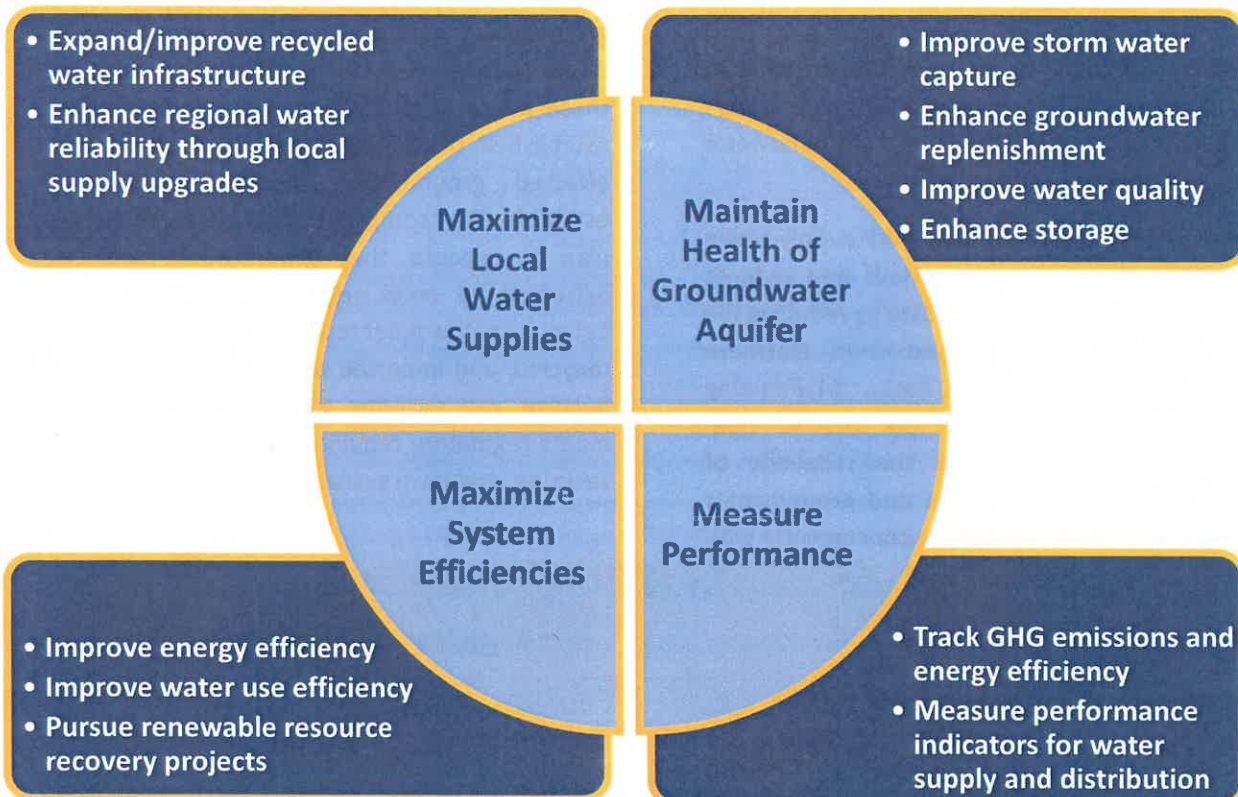 • Expand/improve recycled
water infrastructure
• Enhance regional water
reliability through local
supply upgrades
Maximize
Local
Water
Supplies
• Improve storm water
capture
• Enhance groundwater
replenishment
• Improve water quality
• Enhance storage
Maintain
Health of
Groundwater
Aquifer
Maximize
System
Efficiencies
• Improve energy efficiency
• Improve water use efficiency
• Pursue renewable resource
recovery projects
Measure
Performance
• Track GHG emissions and
energy efficiency
• Measure performance
indicators for water
supply and distribution